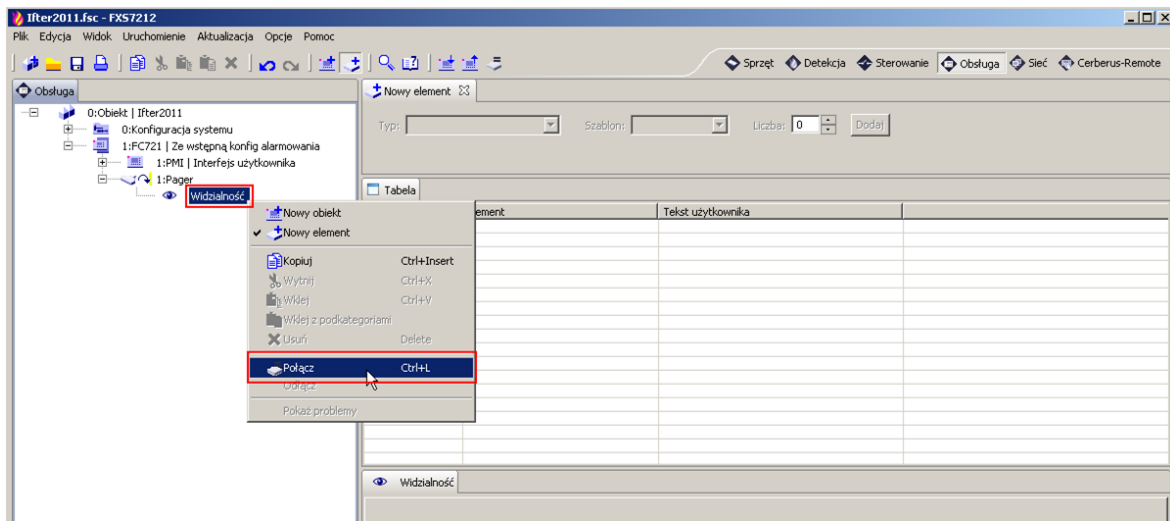 Ifter2011.fsc - FXS7212
Plik Edycja Widok Uruchomienie Aktualizacja Opcje Pomoc
Sprzęt Detekcja Sterowanie Obsługa Sieć Cerberus-Remote
Obsługa
Nowy element
0:Obiekt | Ifter2011
0:Konfiguracja systemu
1:FC721 | Ze wstępną konfig alarmowania
1:PMI | Interfejs użytkownika
1:Pager
Widzialność
Typ: Szablon: Liczba: 0 Dodaj
Tabela
ement Tekst użytkownika
Nowy obiekt
Nowy element
Kopiuj Ctrl+Insert
Wytnij Ctrl+X
Wklej Ctrl+V
Wklej z podkategoriami
Usuń Delete
Połącz Ctrl+L
Odłącz
Pokaż problemy
Widzialność